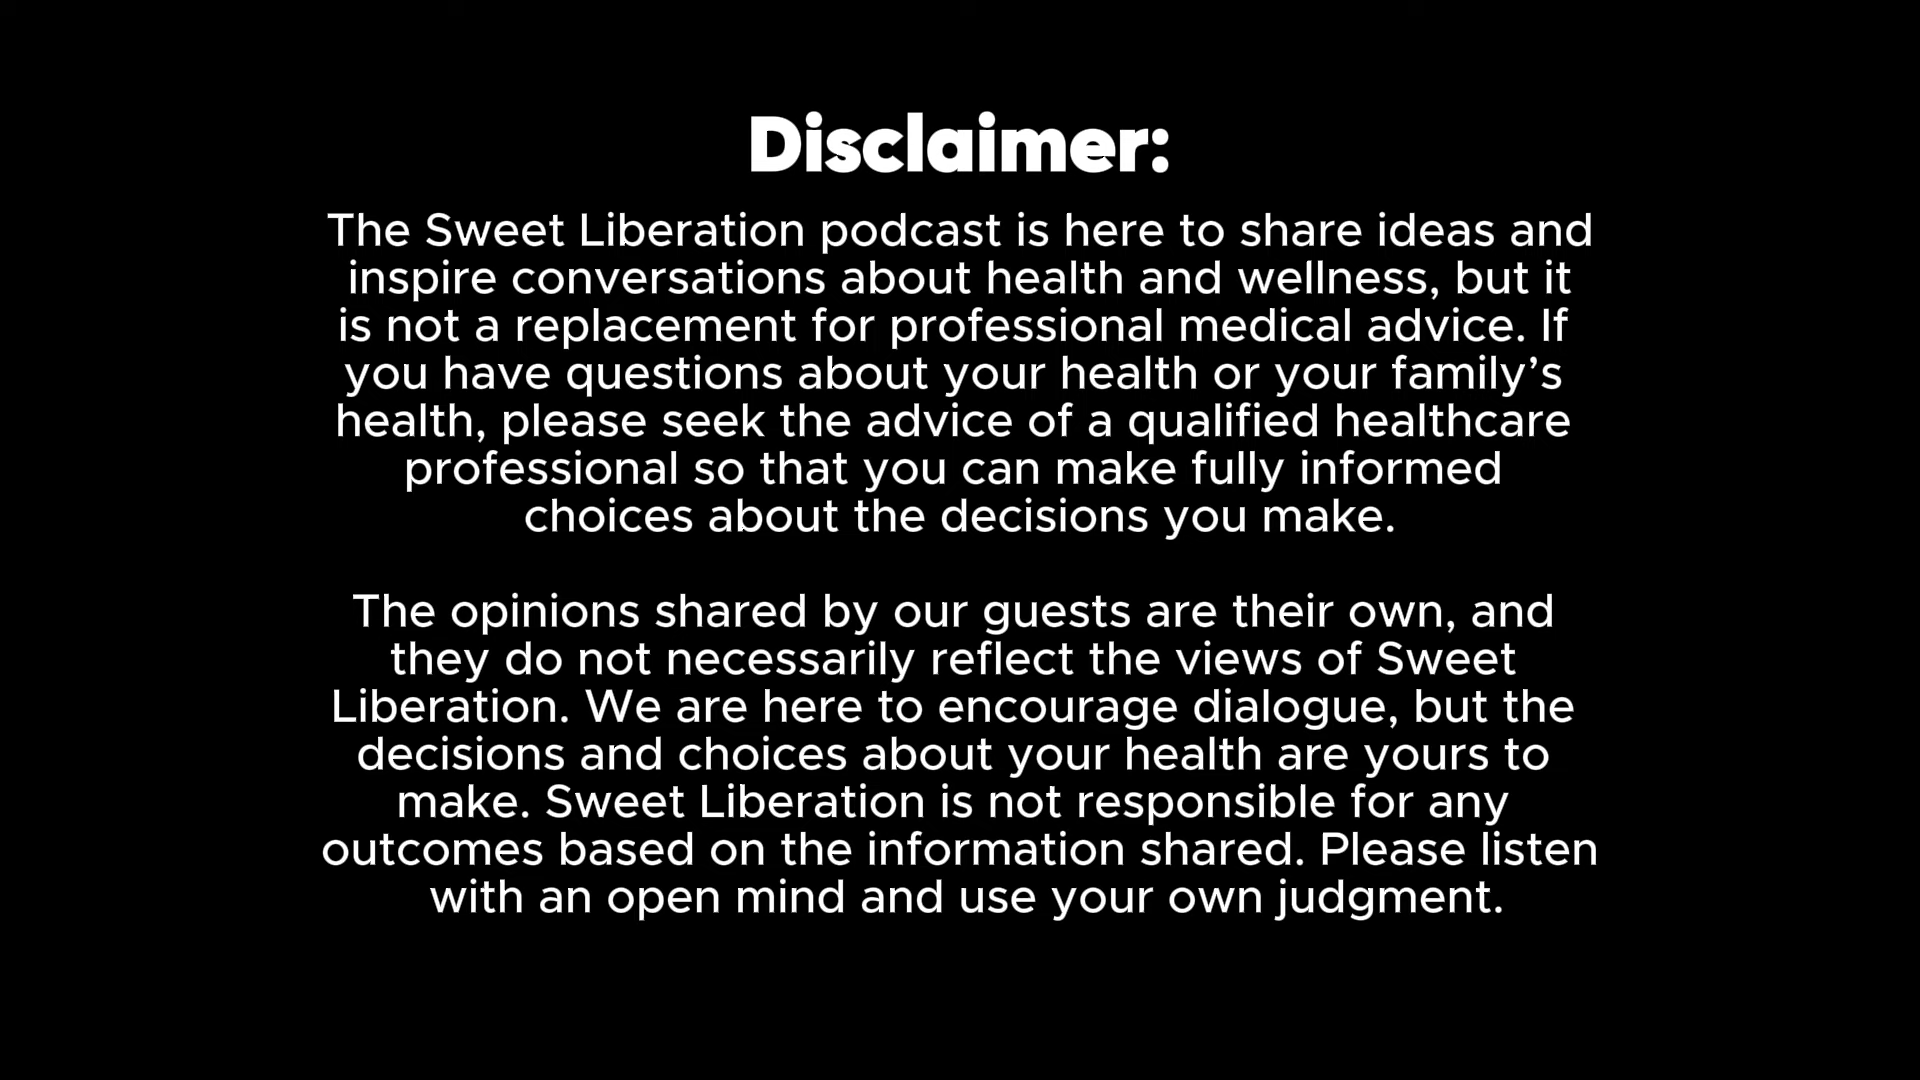 Disclaimer:
The Sweet Liberation podcast is here to share ideas and
inspire conversations about health and wellness, but it
is not a replacement for professional medical advice. If
you have questions about your health or your family’s
health, please seek the advice of a qualified healthcare
professional so that you can make fully informed
choices about the decisions you make.
The opinions shared by our guests are their own, and
they do not necessarily reflect the views of Sweet
Liberation. We are here to encourage dialogue, but the
decisions and choices about your health are yours to
make. Sweet Liberation is not responsible for any
outcomes based on the information shared. Please listen
with an open mind and use your own judgment.